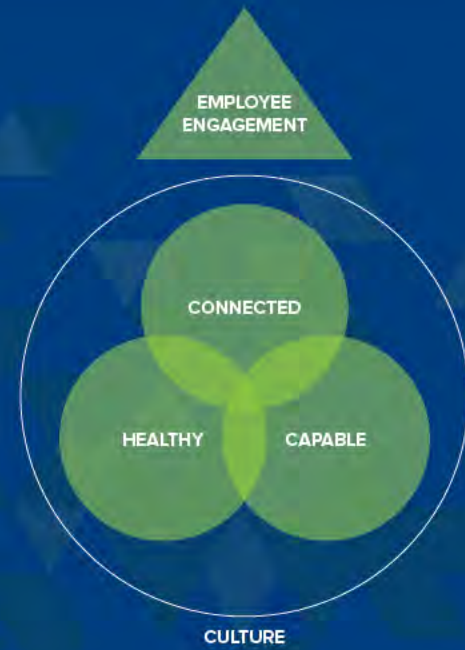 EMPLOYEE
ENGAGEMENT
CONNECTED
HEALTHY
CAPABLE
CULTURE